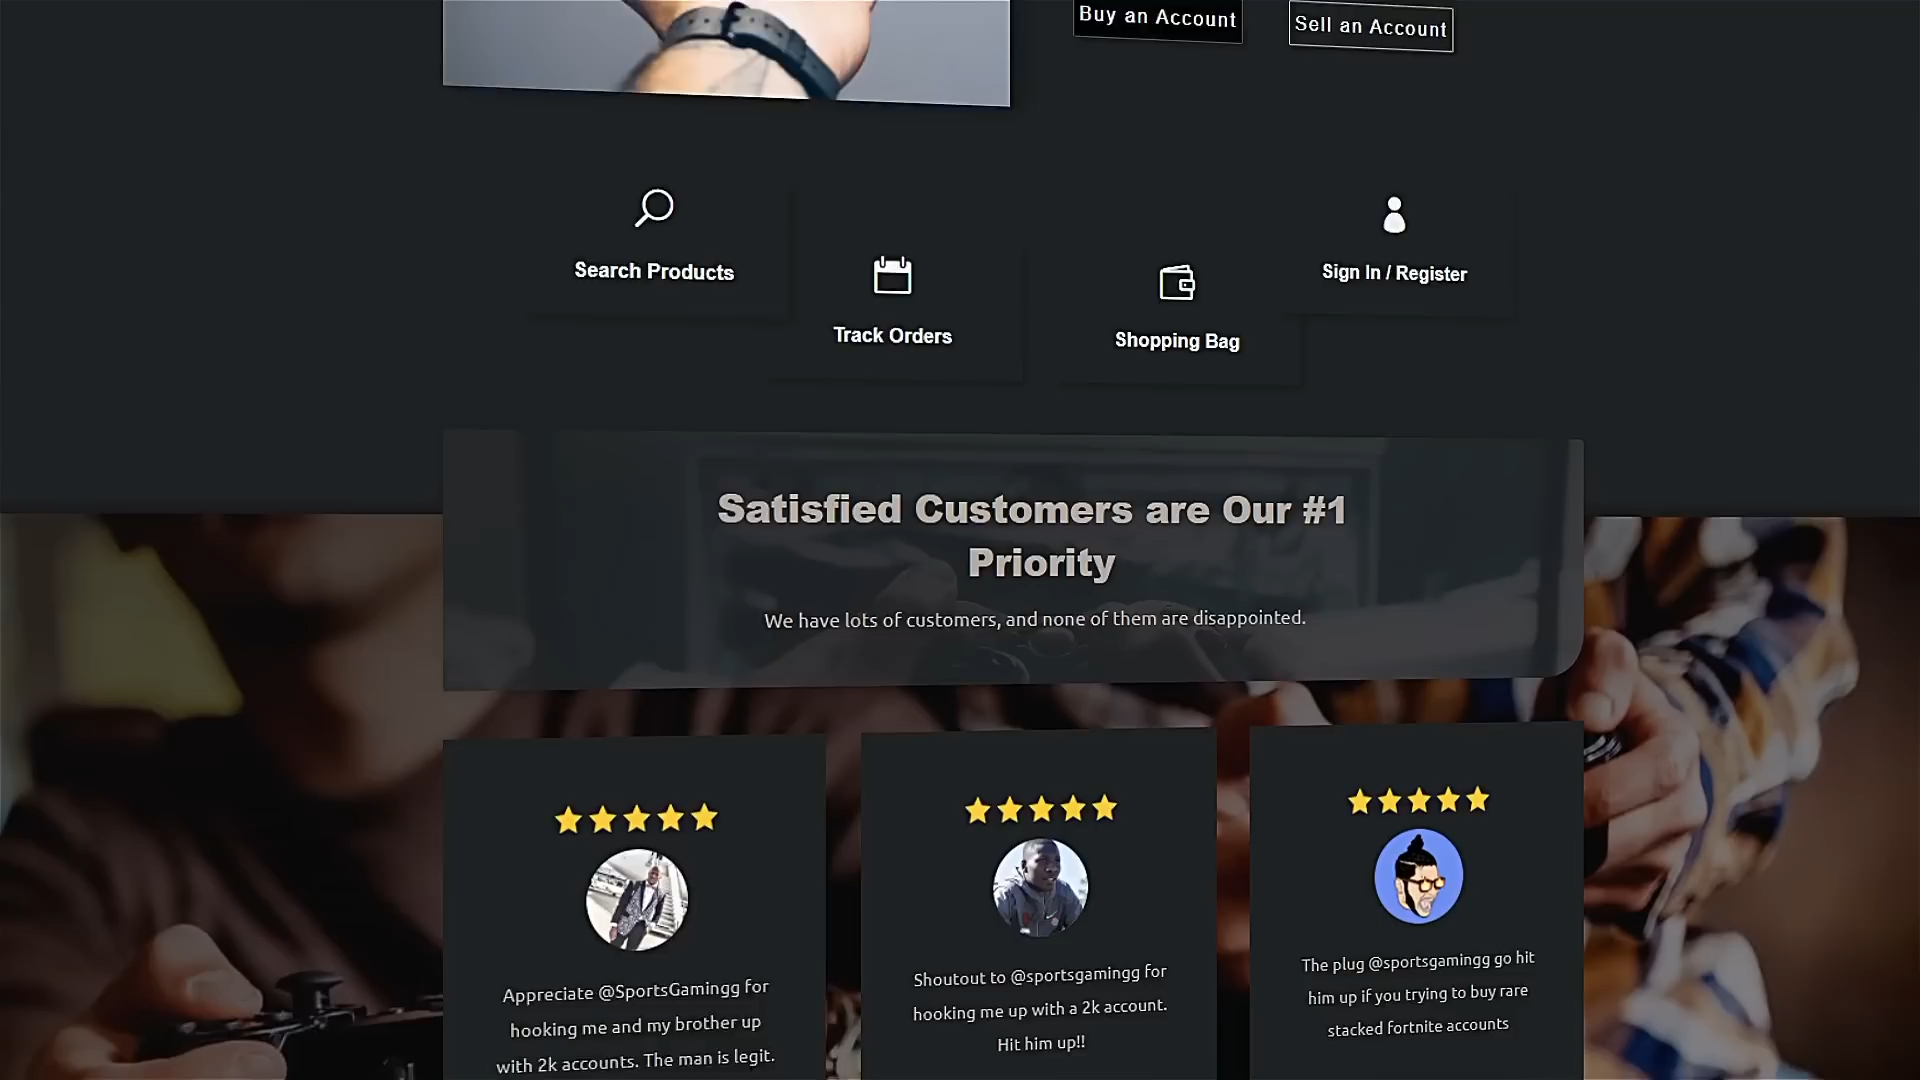 Buy an Account
Sell an Account
Search Products
Track Orders
Shopping Bag
Sign In / Register
Satisfied Customers are Our #1
Priority
We have lots of customers, and none of them are disappointed.
Appreciate @SportsGamingg for
hooking me and my brother up
with 2k accounts. The man is legit.
Shoutout to @sportsgamingg for
hooking me up with a 2k account.
Hit him up!!
The plug @sportsgamingg go hit
him up if you trying to buy rare
stacked fortnite accounts